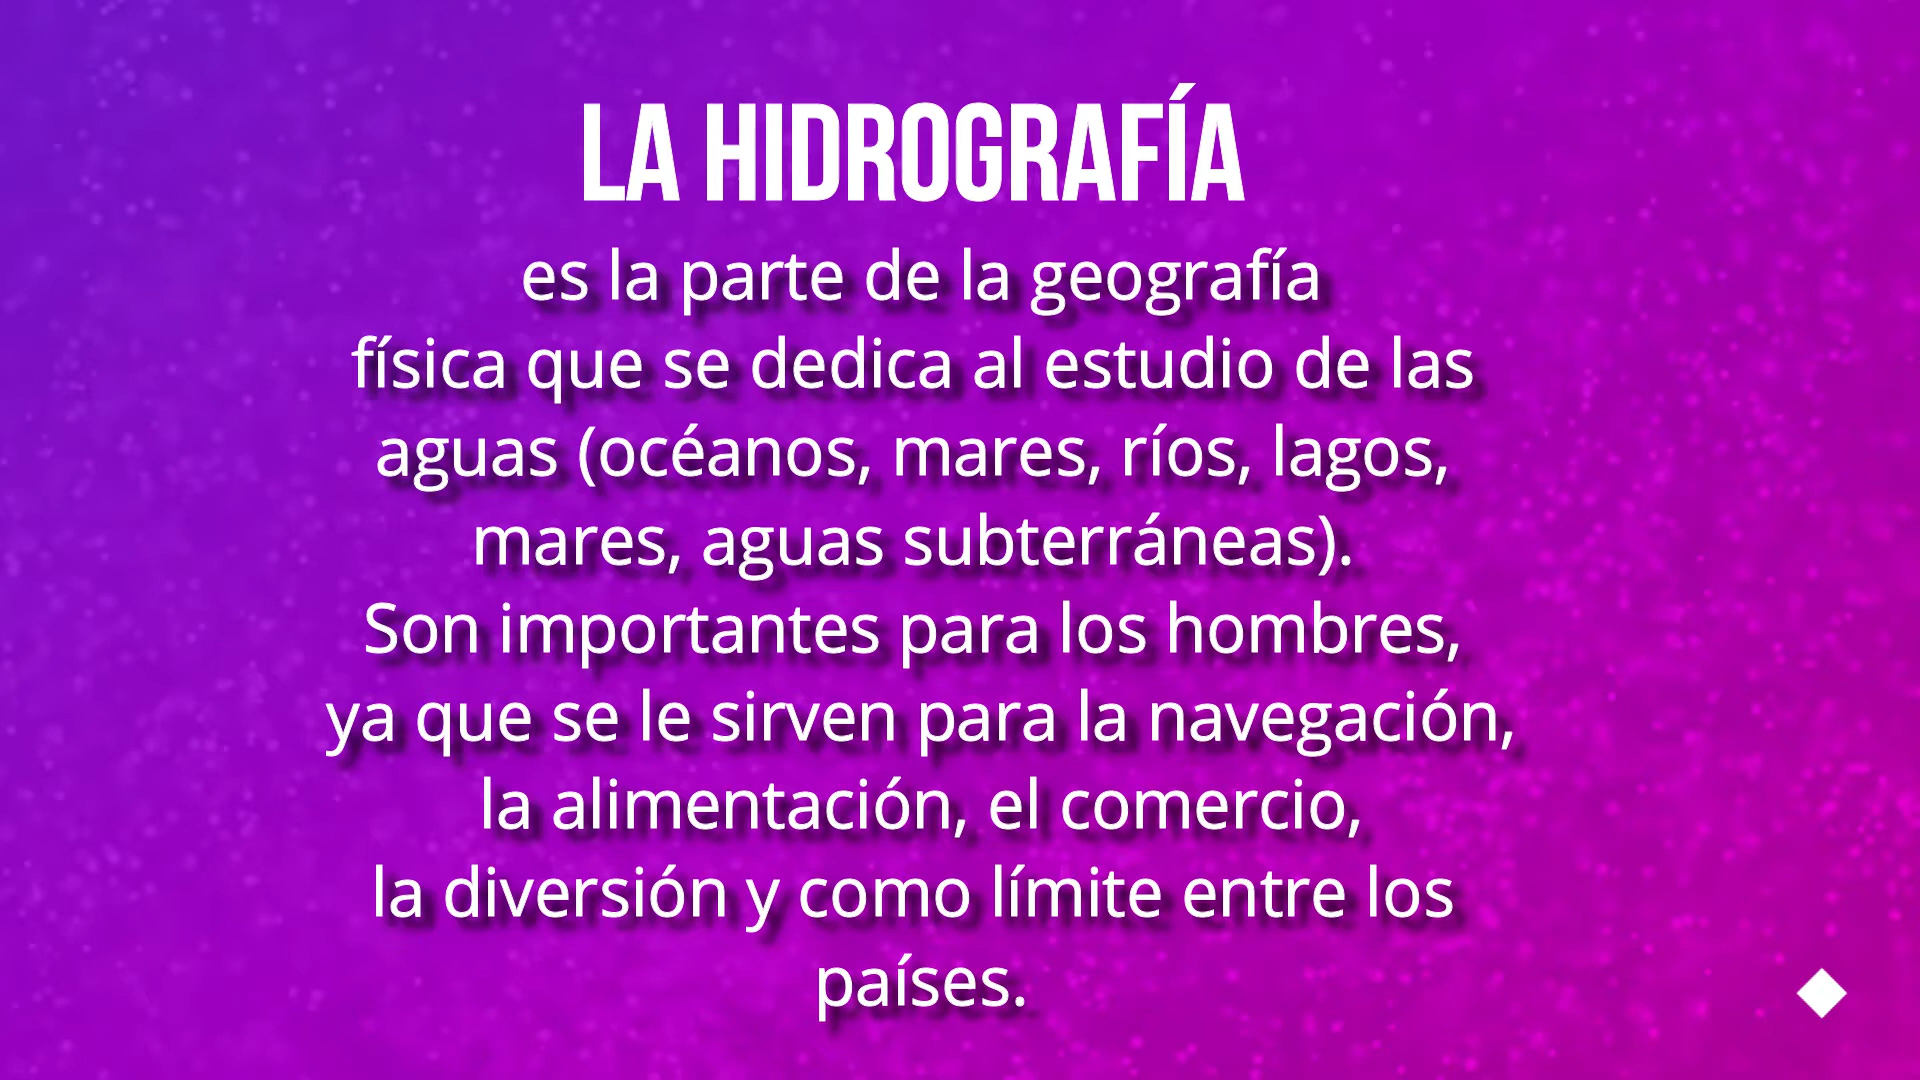 LA HIDROGRAFÍA
es la parte de la geografía
física que se dedica al estudio de las
aguas (océanos, mares, ríos, lagos,
mares, aguas subterráneas).
Son importantes para los hombres,
ya que se le sirven para la navegación,
la alimentación, el comercio,
la diversión y como límite entre los
países.